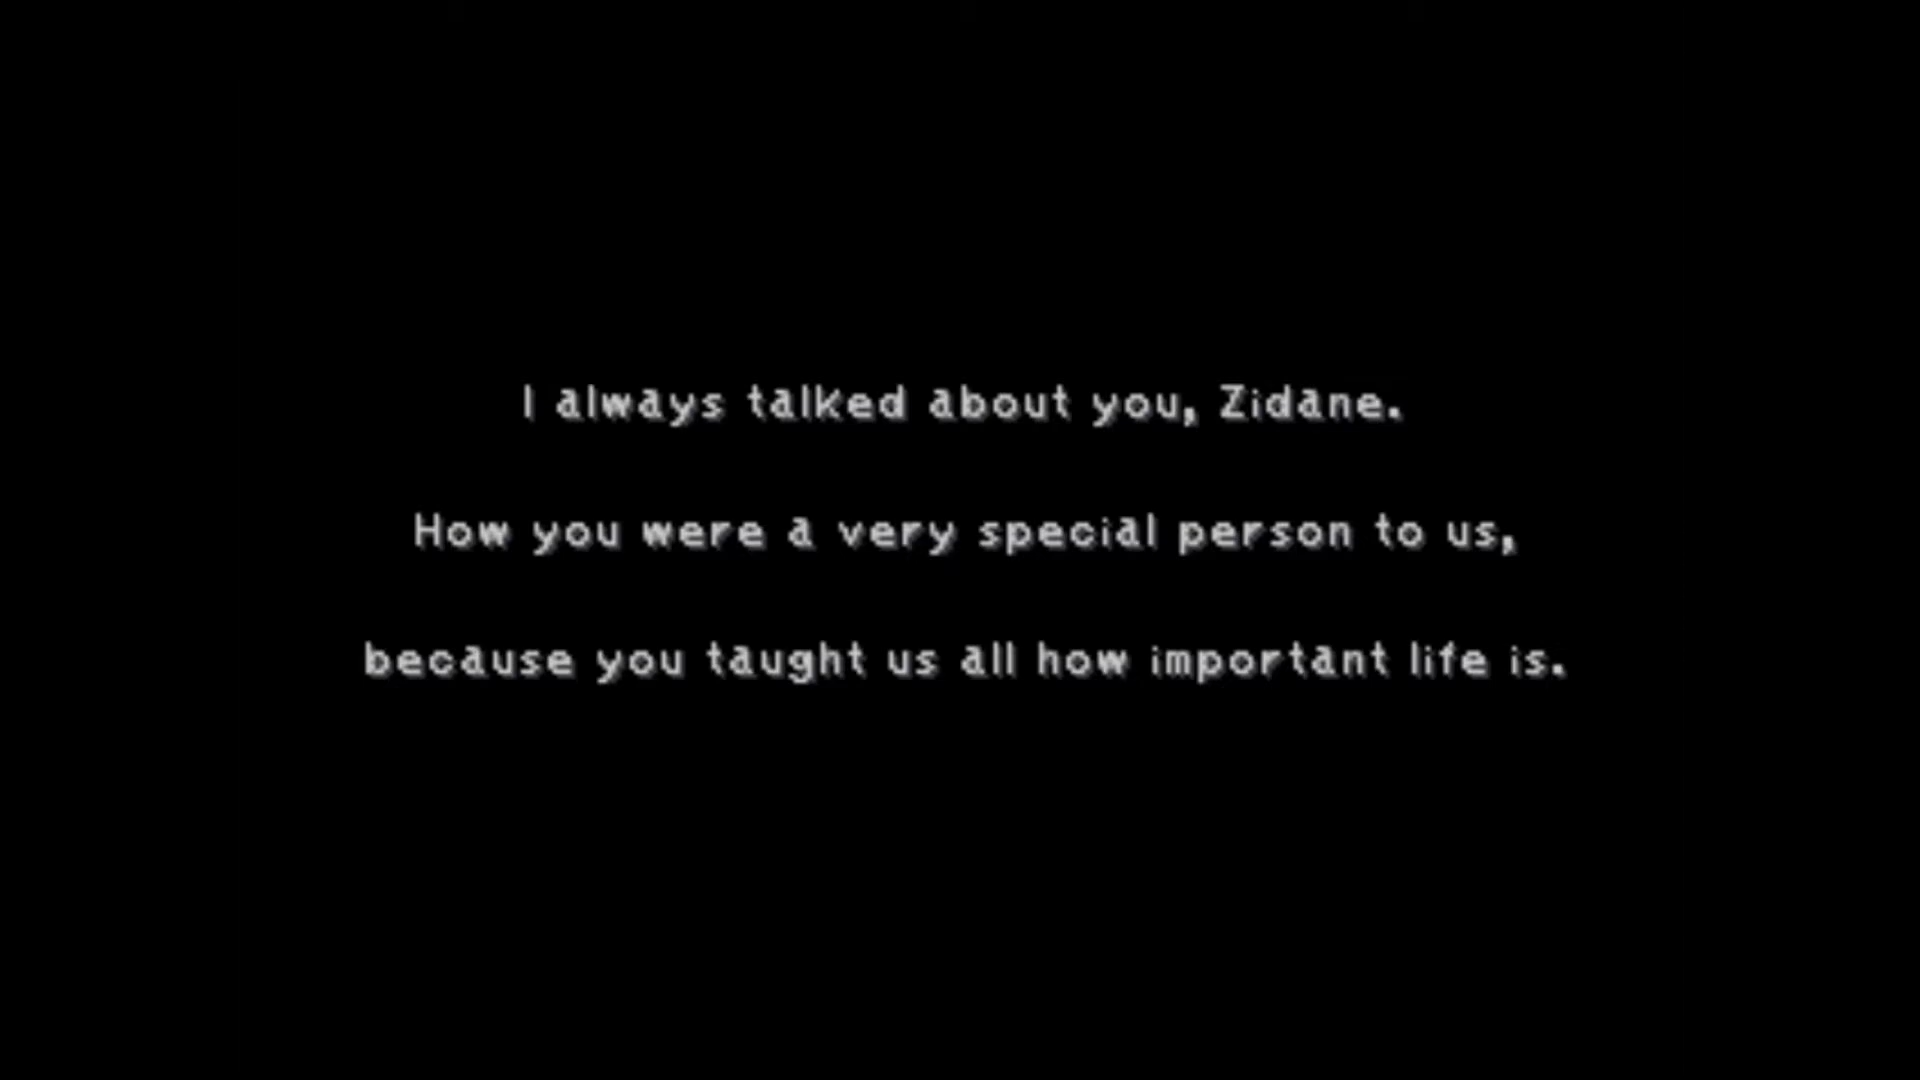 I always talked about you, Zidane.
How you were a very special person to us,
because you taught us all how important life is.